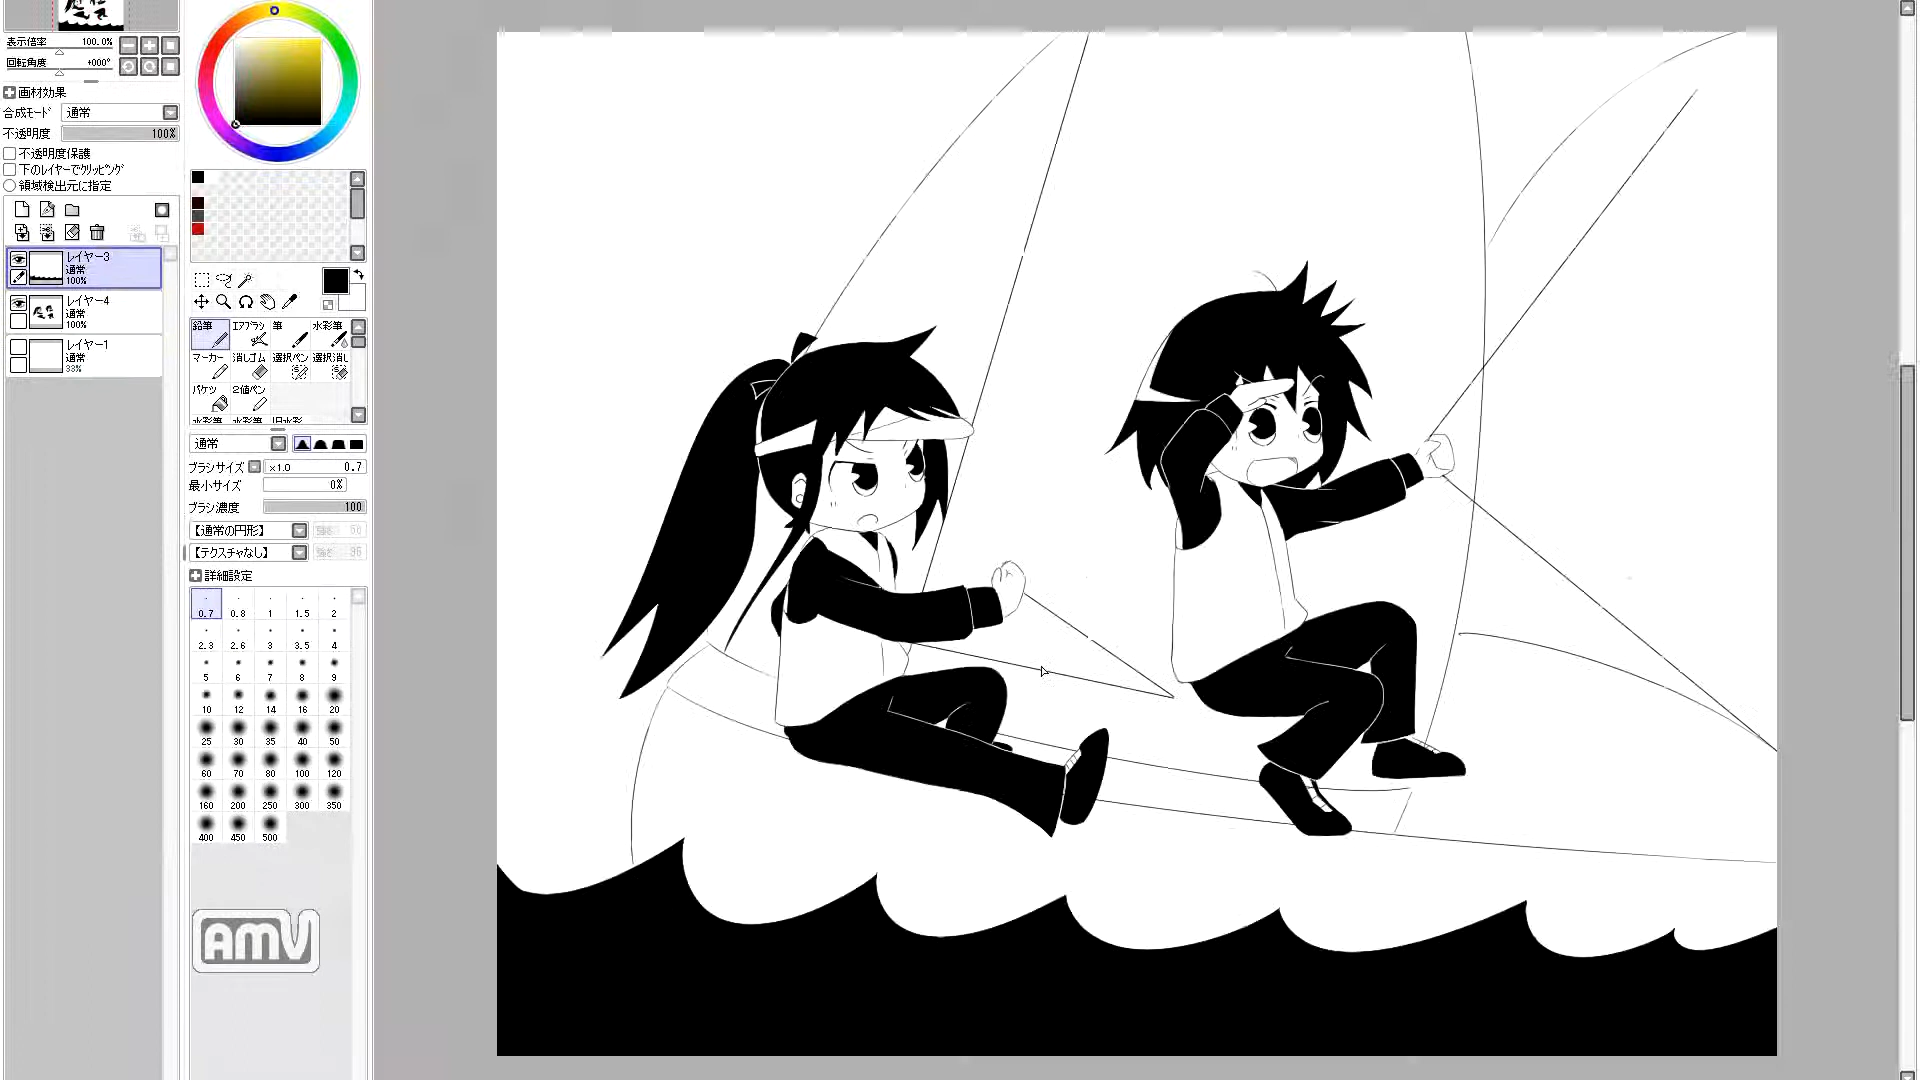 表示倍率 100.0%
回転角度 +000°
画材効果
合成ﾓｰﾄﾞ 通常
不透明度 100%
不透明度保護
下のﾚｲﾔｰでｸﾘｯﾋﾟﾝｸﾞ
領域検出元に指定
レイヤー3
通常
100%
レイヤー4
通常
100%
レイヤー1
通常
33%
鉛筆 ｴｱﾌﾞﾗｼ 筆 水彩筆
マーカー 消しゴム 選択ペン 選択消し
バケツ 2値ペン
通常
ブラシサイズ x1.0 0.7
最小サイズ 0%
ブラシ濃度 100
【通常の円形】 強さ 50
【テクスチャなし】 強さ 95
詳細設定
0.7 0.8 1 1.5 2
2.3 2.6 3 3.5 4
5 6 7 8 9
10 12 14 16 20
25 30 35 40 50
60 70 80 100 120
160 200 250 300 350
400 450 500
AMV